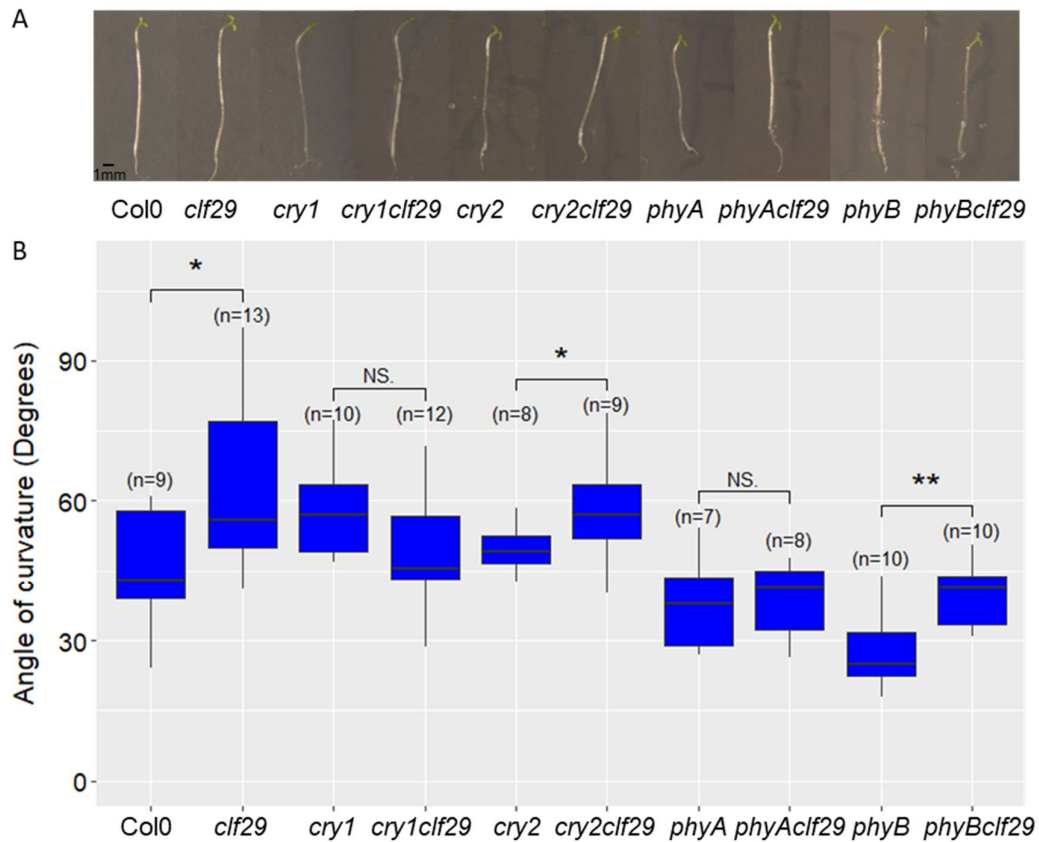 A
1mm
Col0 clf29 cry1 cry1clf29 cry2 cry2clf29 phyA phyAclf29 phyB phyBclf29
B
Angle of curvature (Degrees)
90
60
30
0
*
(n=9)
(n=13)
NS.
(n=10)
(n=12)
*
(n=8)
(n=9)
NS.
(n=7)
(n=8)
**
(n=10)
(n=10)
Col0 clf29 cry1 cry1clf29 cry2 cry2clf29 phyA phyAclf29 phyB phyBclf29